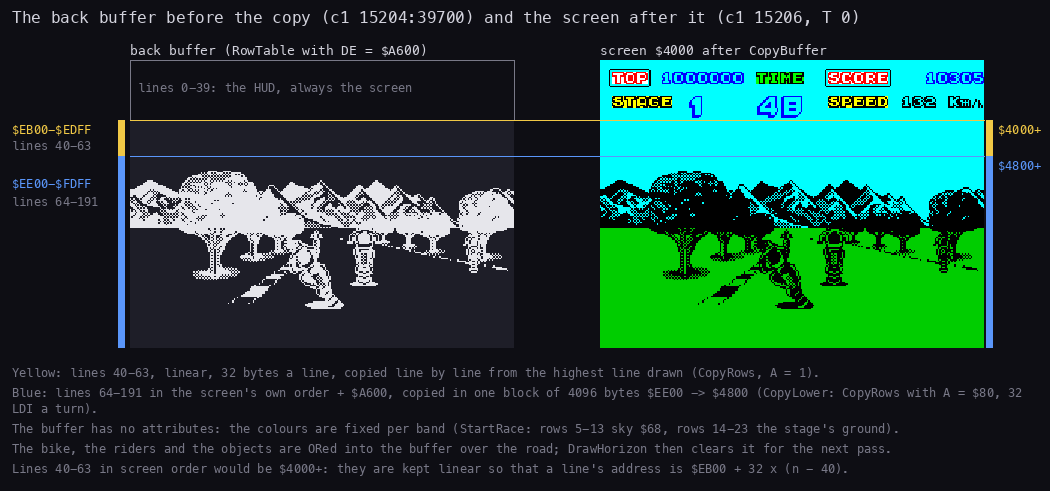 The back buffer before the copy (c1 15204:39700) and the screen after it (c1 15206, T 0)
back buffer (RowTable with DE = $A600)
screen $4000 after CopyBuffer
lines 0–39: the HUD, always the screen
TOP 1000000 TIME SCORE 10305
STAGE 1 48 SPEED 132 Km/h
$EB00–$EDFF
lines 40–63
$4000+
$EE00–$FDFF
lines 64–191
$4800+
Yellow: lines 40–63, linear, 32 bytes a line, copied line by line from the highest line drawn (CopyRows, A = 1).
Blue: lines 64–191 in the screen's own order + $A600, copied in one block of 4096 bytes $EE00 –> $4800 (CopyLower: CopyRows with A = $80, 32
LDI a turn).
The buffer has no attributes: the colours are fixed per band (StartRace: rows 5–13 sky $68, rows 14–23 the stage's ground).
The bike, the riders and the objects are ORed into the buffer over the road; DrawHorizon then clears it for the next pass.
Lines 40–63 in screen order would be $4000+: they are kept linear so that a line's address is $EB00 + 32 x (n – 40).